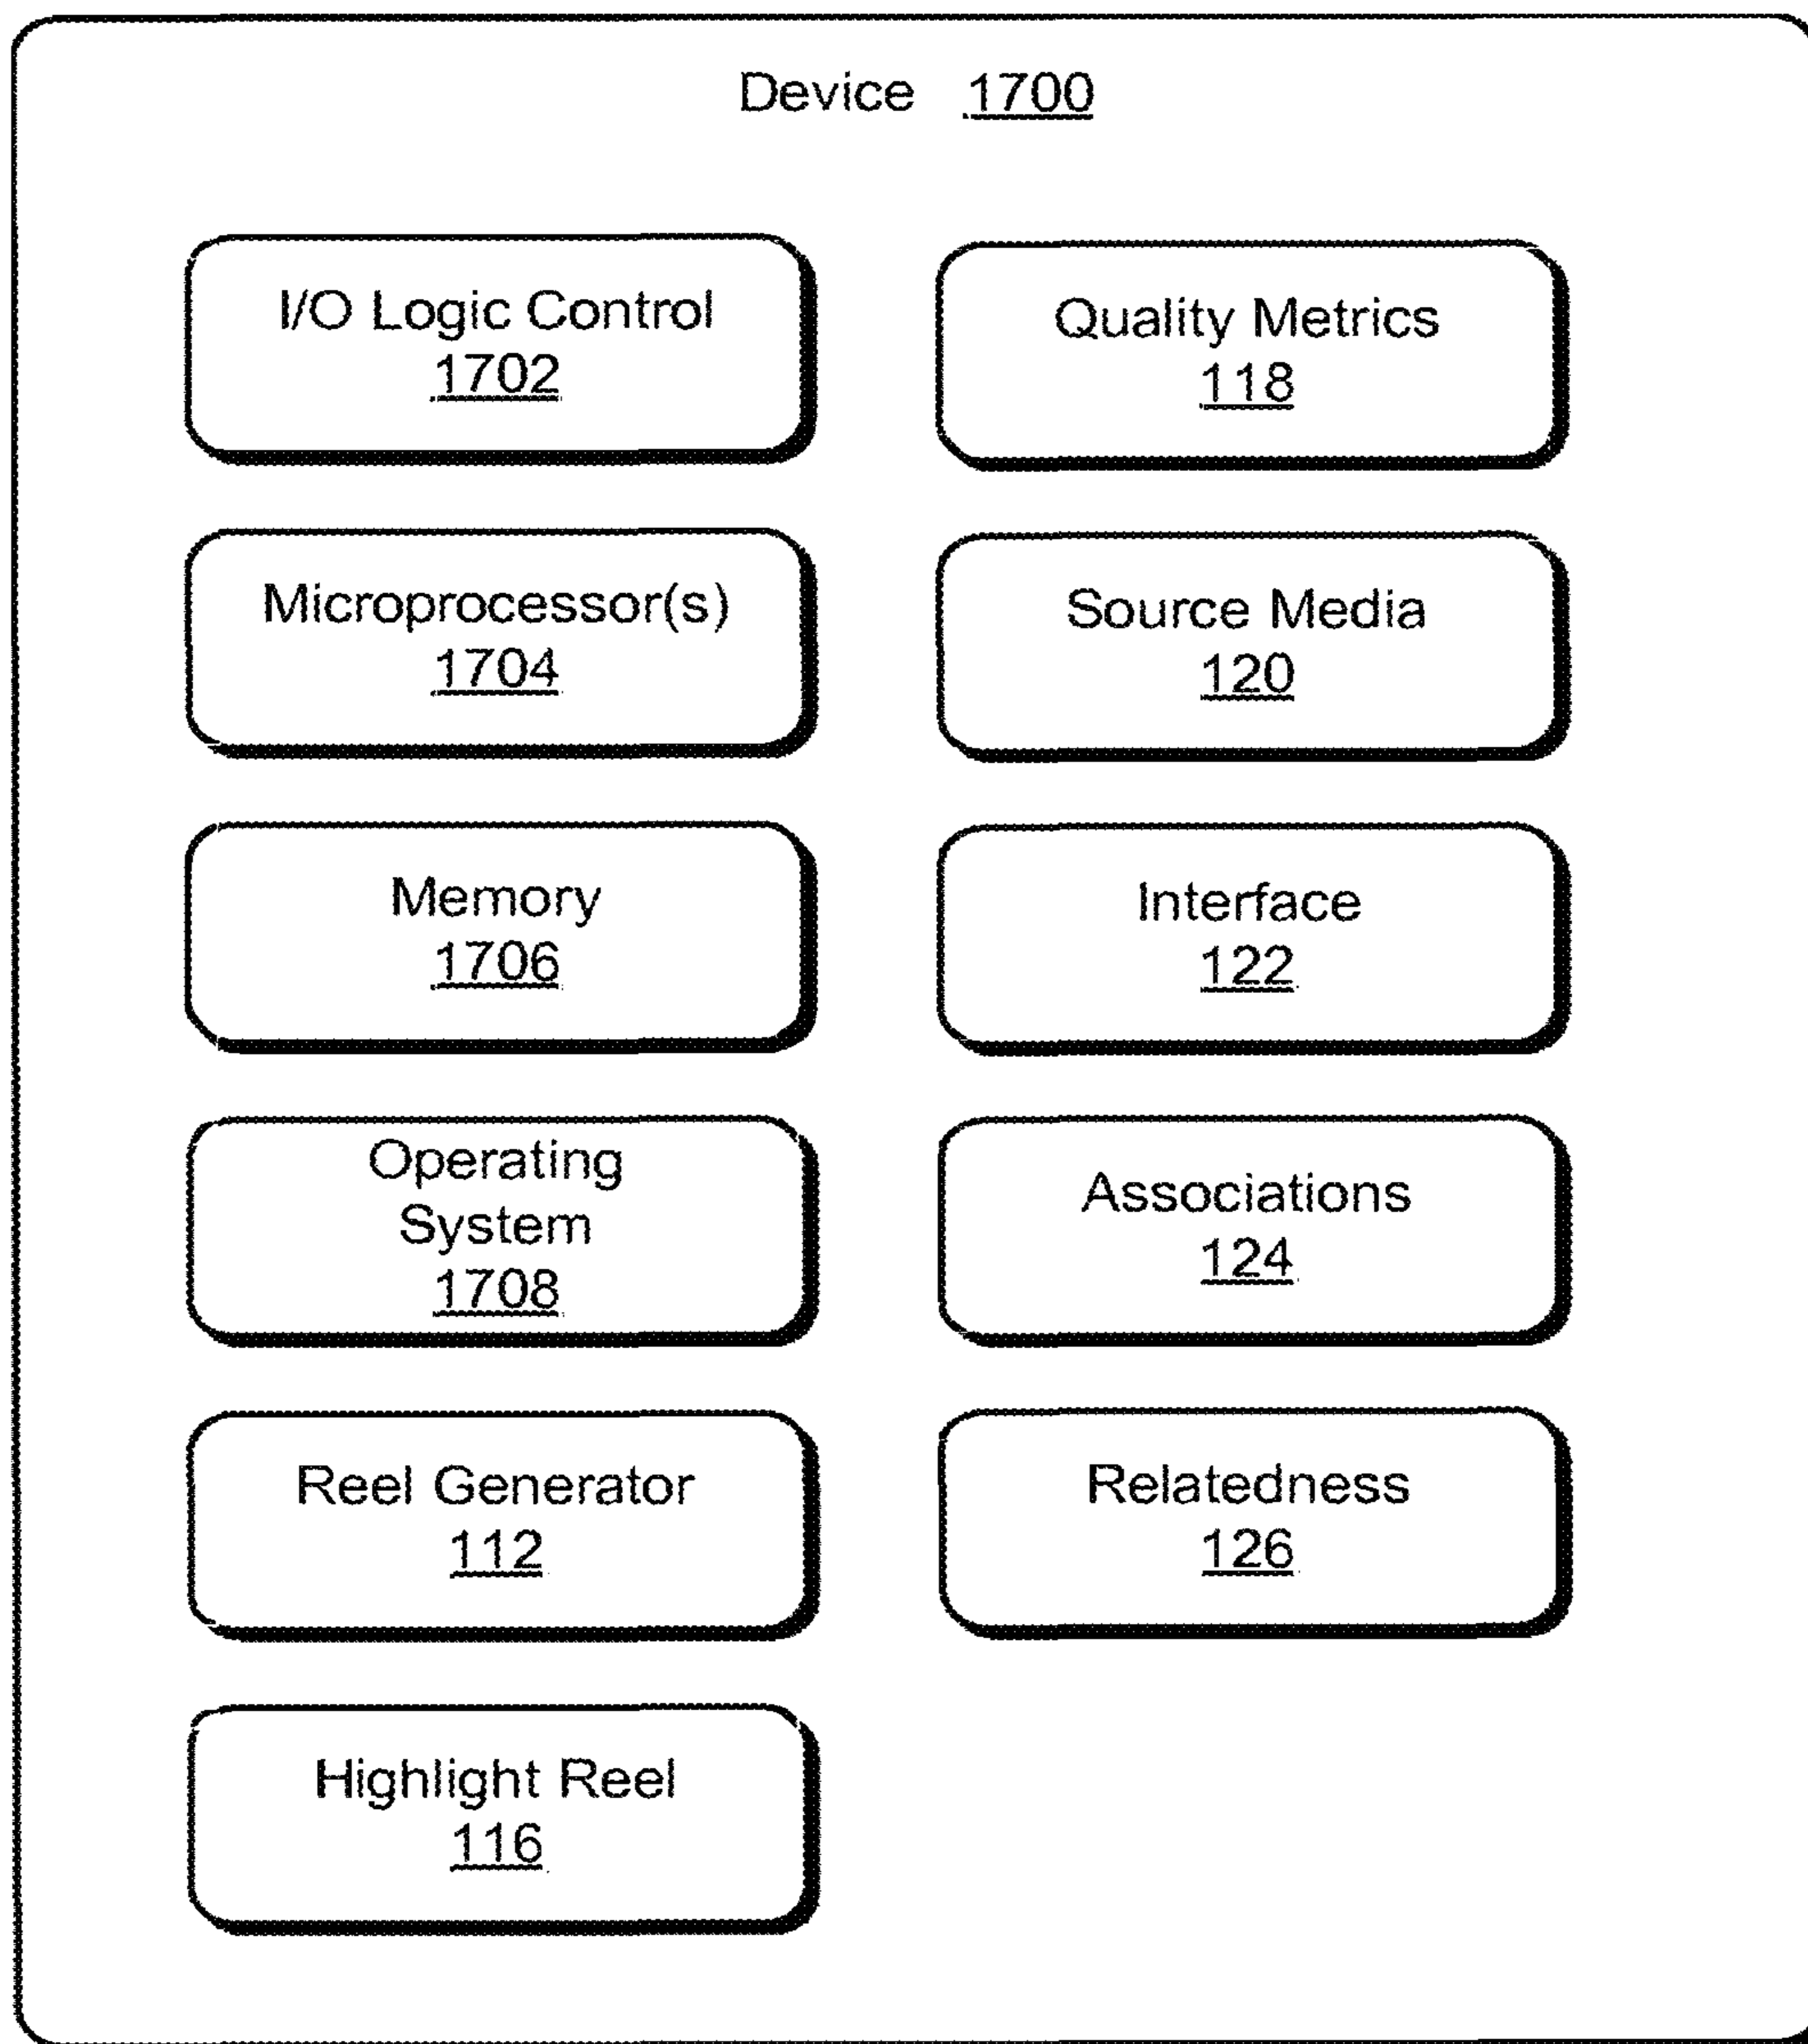 Device 1700
I/O Logic Control
1702
Microprocessor(s)
1704
Memory
1706
Operating
System
1708
Reel Generator
112
Highlight Reel
116
Quality Metrics
118
Source Media
120
Interface
122
Associations
124
Relatedness
126